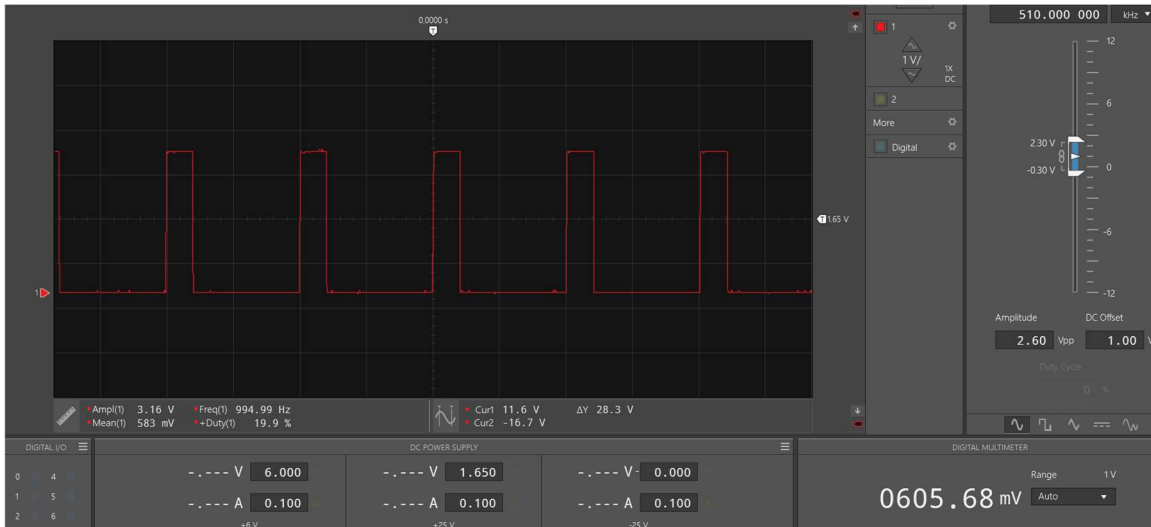 0.0000 s
T
1
T 1.65 V
Ampl(1) 3.16 V
Freq(1) 994.99 Hz
Mean(1) 583 mV
+Duty(1) 19.9 %
Cur1 11.6 V
ΔY 28.3 V
Cur2 -16.7 V
1
1 V/
1X
DC
2
More
Digital
510.000 000 kHz
12
6
2.30 V
0
-0.30 V
-6
-12
Amplitude
DC Offset
2.60 Vpp
1.00 V
Duty Cycle
0 %
DIGITAL I/O
0 4
1 5
2 6
DC POWER SUPPLY
-.--- V 6.000
-.--- V 1.650
-.--- V - 0.000
-.--- A 0.100
-.--- A 0.100
-.--- A 0.100
+6 V
+25 V
-25 V
DIGITAL MULTIMETER
0605.68 mV
Range
1 V
Auto